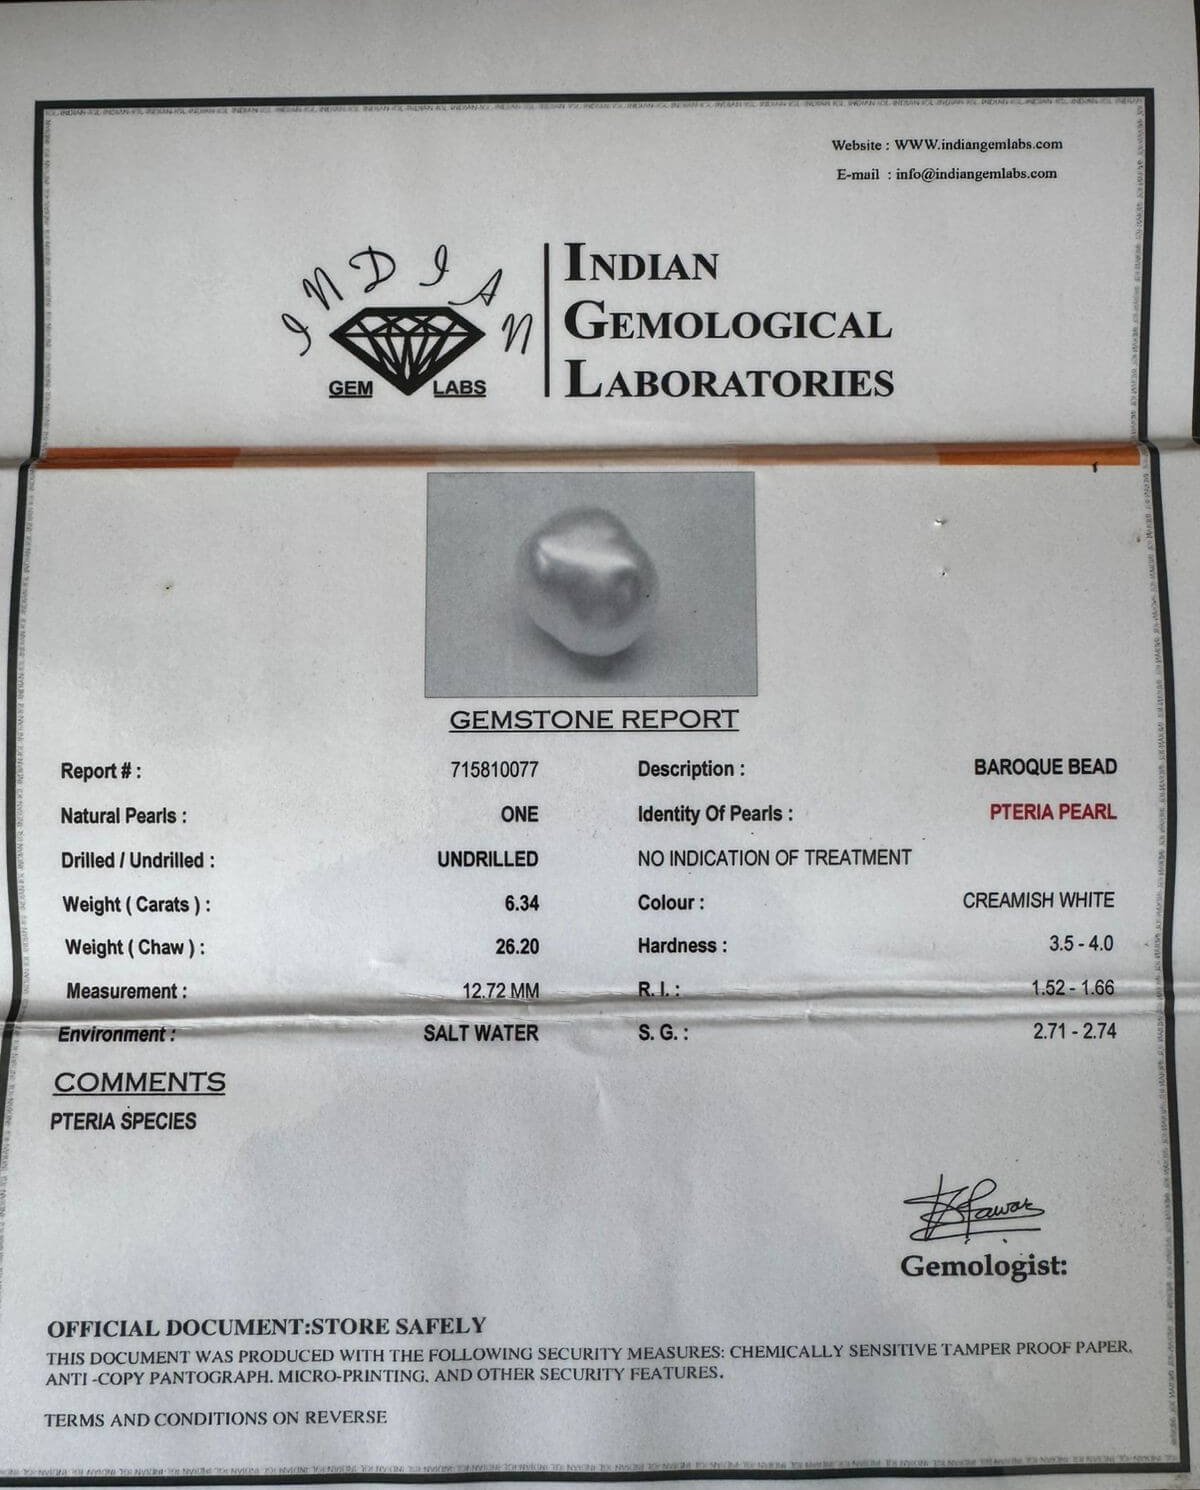 Website : WWW.indiangemlabs.com
E-mail : info@indiangemlabs.com
INDIAN
GEM LABS
INDIAN
GEMOLOGICAL
LABORATORIES
GEMSTONE REPORT
Report # : 715810077 Description : BAROQUE BEAD
Natural Pearls : ONE Identity Of Pearls : PTERIA PEARL
Drilled / Undrilled : UNDRILLED NO INDICATION OF TREATMENT
Weight ( Carats ) : 6.34 Colour : CREAMISH WHITE
Weight ( Chaw ) : 26.20 Hardness : 3.5 - 4.0
Measurement : 12.72 MM R. I. : 1.52 - 1.66
Environment : SALT WATER S. G. : 2.71 - 2.74
COMMENTS
PTERIA SPECIES
Gemologist:
OFFICIAL DOCUMENT:STORE SAFELY
THIS DOCUMENT WAS PRODUCED WITH THE FOLLOWING SECURITY MEASURES: CHEMICALLY SENSITIVE TAMPER PROOF PAPER,
ANTI -COPY PANTOGRAPH. MICRO-PRINTING. AND OTHER SECURITY FEATURES.
TERMS AND CONDITIONS ON REVERSE